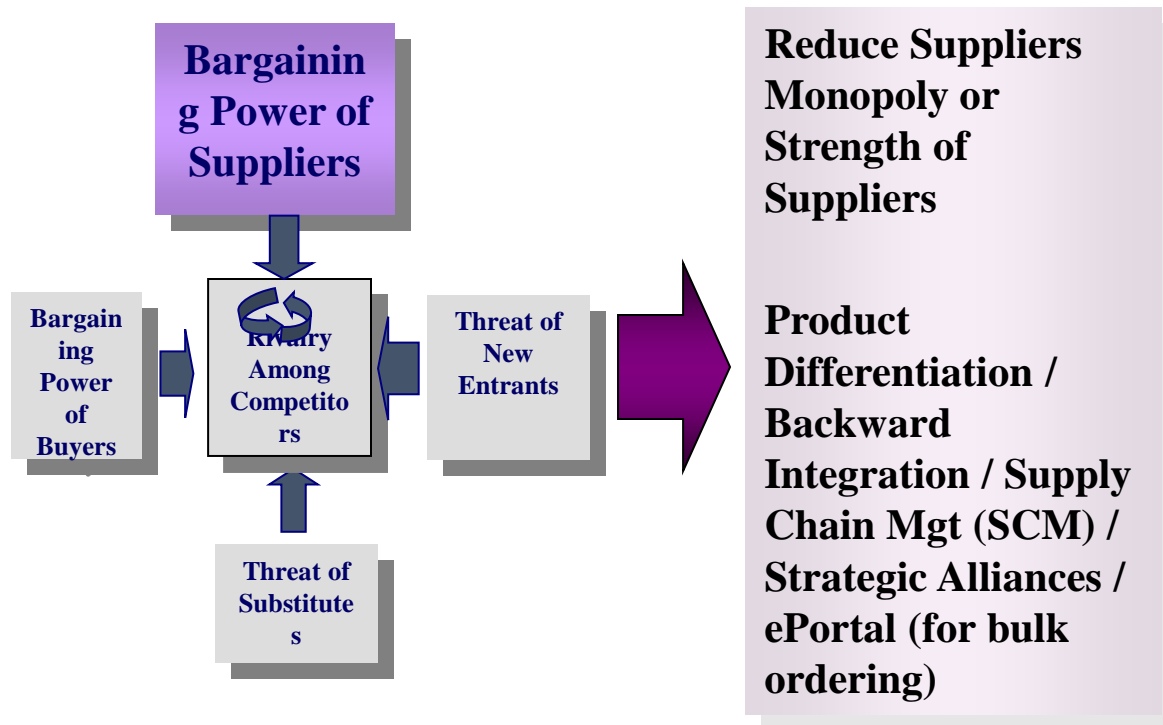 Bargainin
g Power of
Suppliers
Bargain
ing
Power
of
Buyers
Rivalry
Among
Competito
rs
Threat of
New
Entrants
Threat of
Substitute
s
Reduce Suppliers
Monopoly or
Strength of
Suppliers
Product
Differentiation /
Backward
Integration / Supply
Chain Mgt (SCM) /
Strategic Alliances /
ePortal (for bulk
ordering)